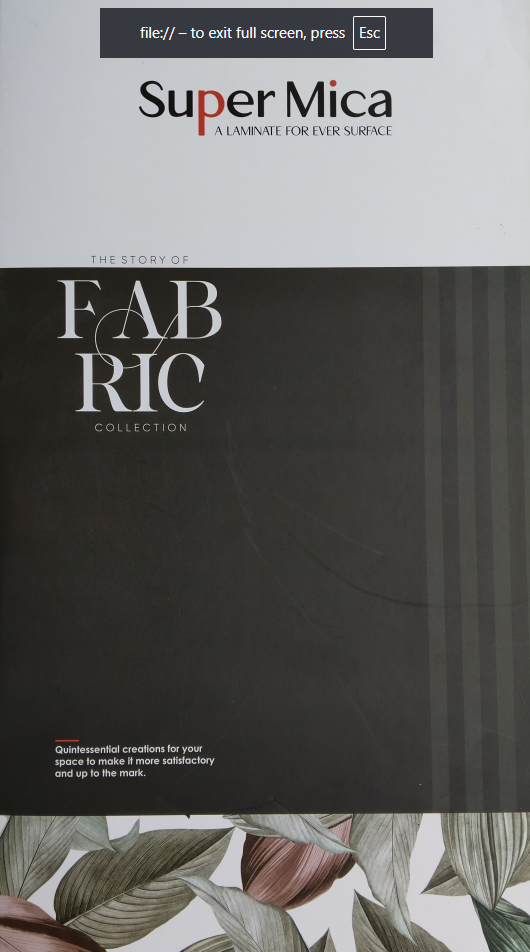 file:// – to exit full screen, press Esc
Super Mica
A LAMINATE FOR EVER SURFACE
THE STORY OF
FAB
RIC
COLLECTION
Quintessential creations for your
space to make it more satisfactory
and up to the mark.